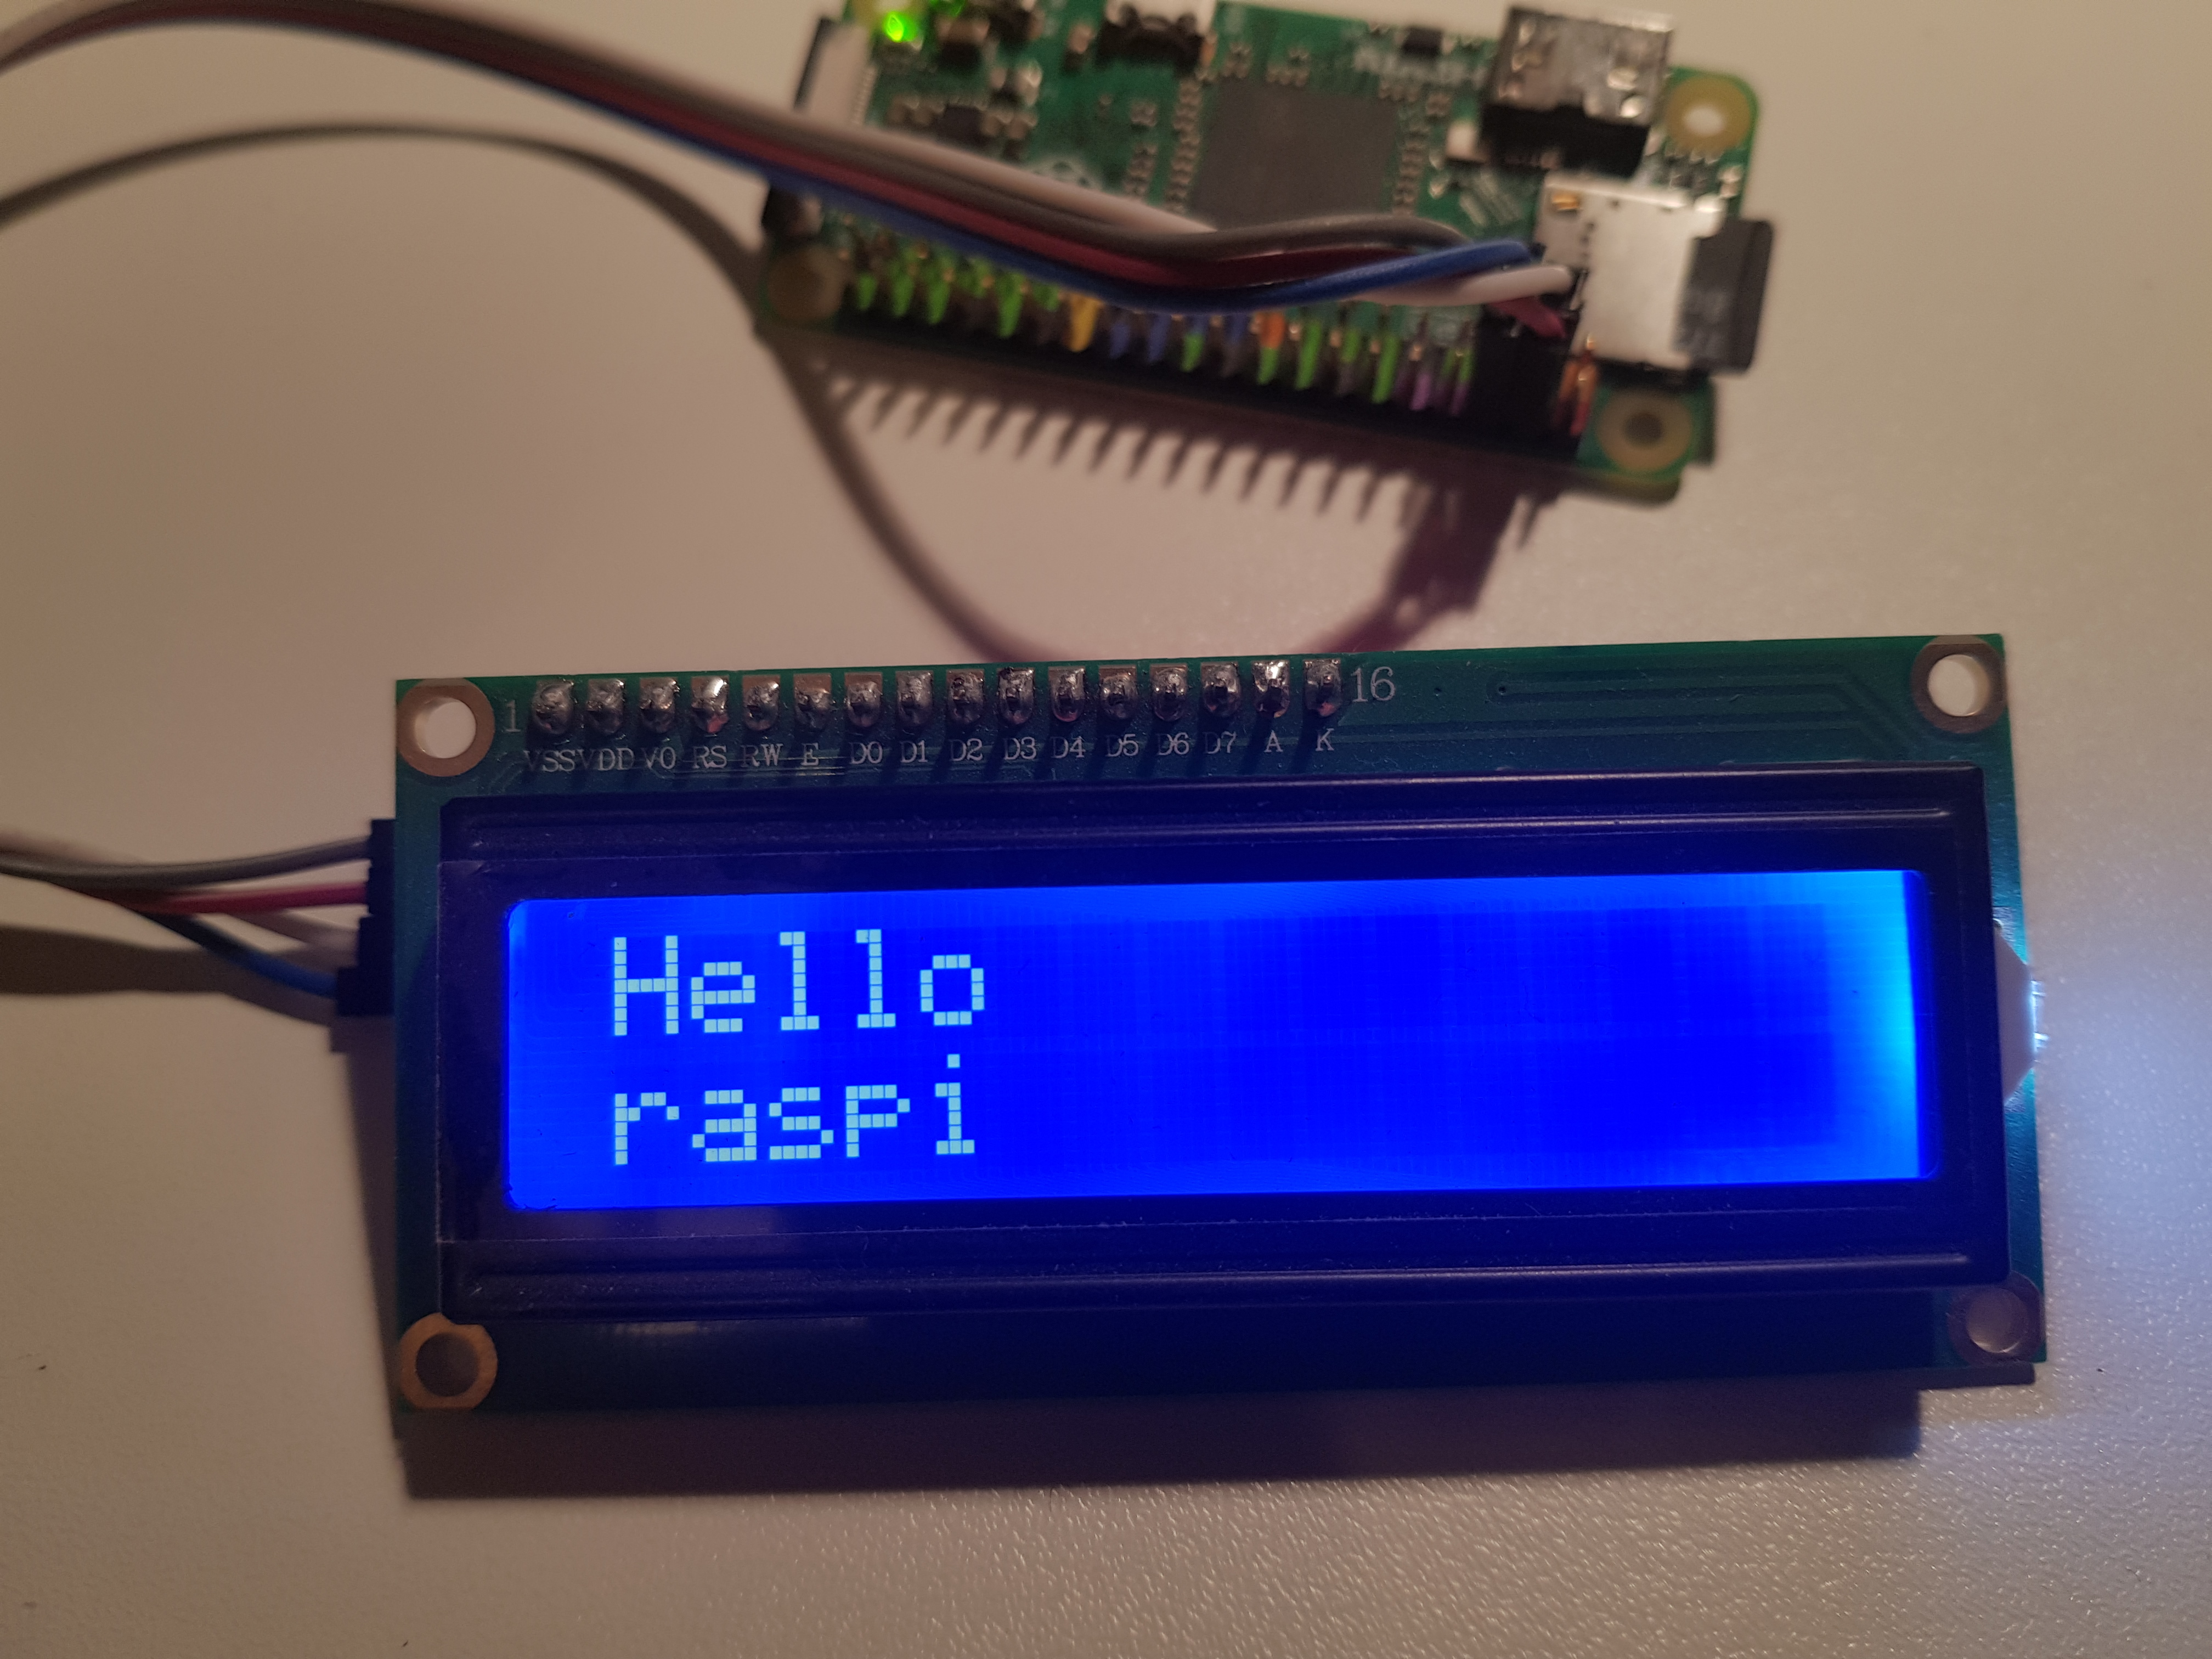 1
16
VSS VDD V0 RS RW E D0 D1 D2 D3 D4 D5 D6 D7 A K
Hello
raspi